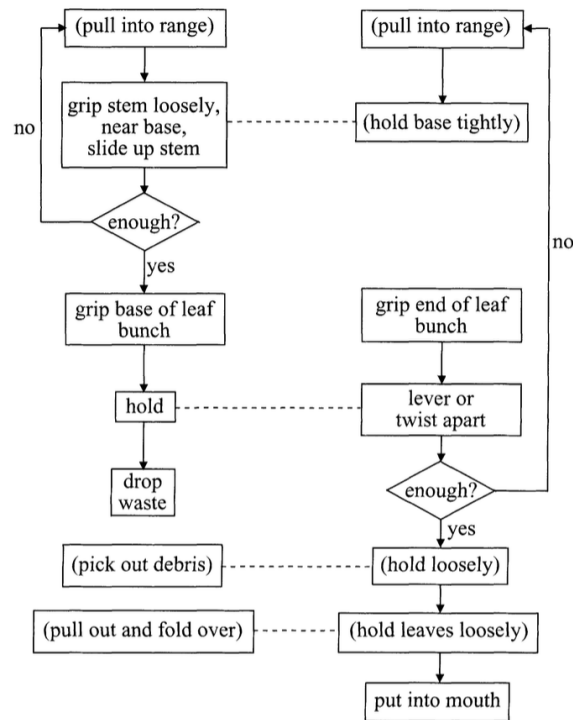 (pull into range)
(pull into range)
grip stem loosely,
near base,
slide up stem
(hold base tightly)
no
enough?
no
yes
grip base of leaf
bunch
grip end of leaf
bunch
hold
lever or
twist apart
drop
waste
enough?
yes
(pick out debris)
(hold loosely)
(pull out and fold over)
(hold leaves loosely)
put into mouth